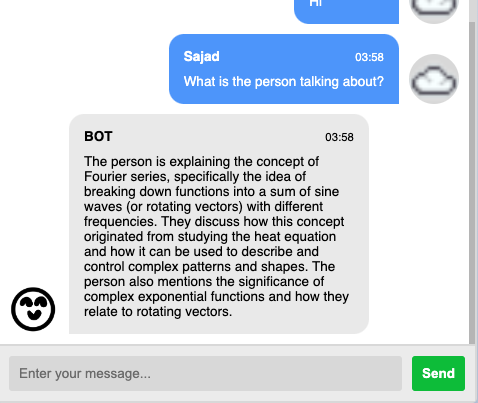 Hi
Sajad 03:58
What is the person talking about?
BOT 03:58
The person is explaining the concept of
Fourier series, specifically the idea of
breaking down functions into a sum of sine
waves (or rotating vectors) with different
frequencies. They discuss how this concept
originated from studying the heat equation
and how it can be used to describe and
control complex patterns and shapes. The
person also mentions the significance of
complex exponential functions and how they
relate to rotating vectors.
Enter your message... Send